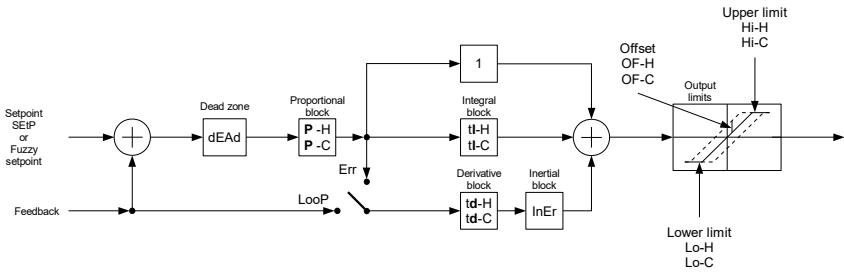 Upper limit
Hi-H
Hi-C
Offset
OF-H
OF-C
Output
limits
1
Setpoint
SEtP
or
Fuzzy
setpoint
Dead zone
dEAd
Proportional
block
P -H
P -C
Integral
block
tI-H
tI-C
Err
LooP
Feedback
Derivative
block
td-H
td-C
Inertial
block
InEr
Lower limit
Lo-H
Lo-C